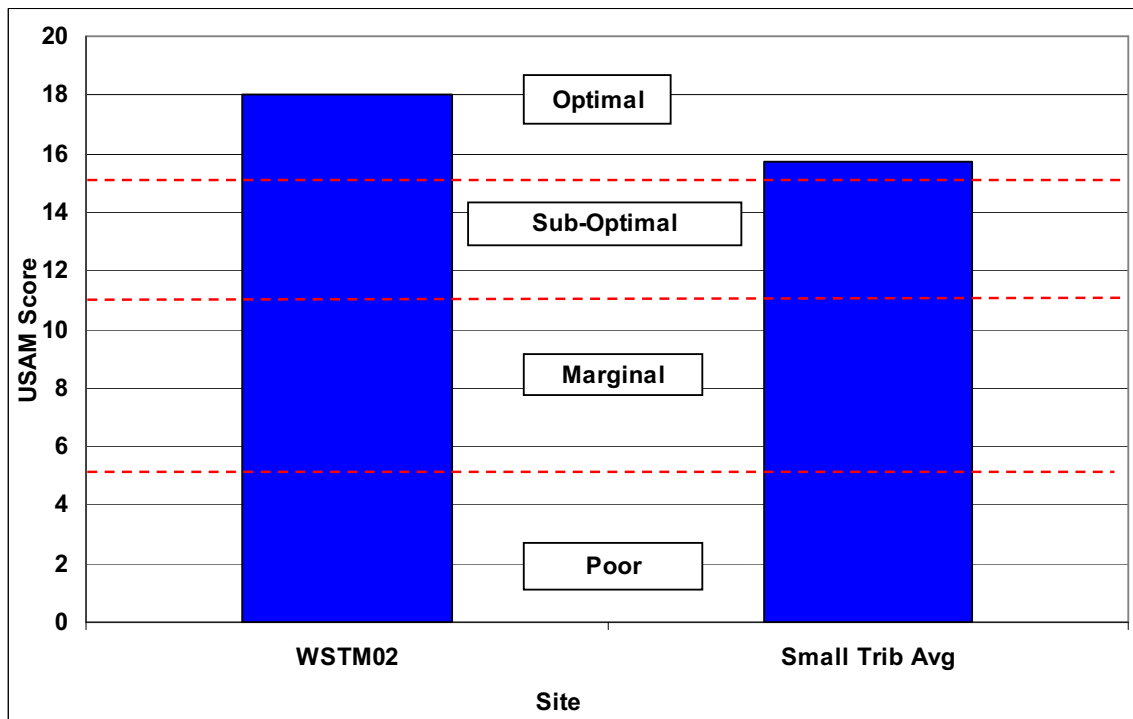 USAM Score
20
18
16
14
12
10
8
6
4
2
0
Optimal
Sub-Optimal
Marginal
Poor
WSTM02
Small Trib Avg
Site